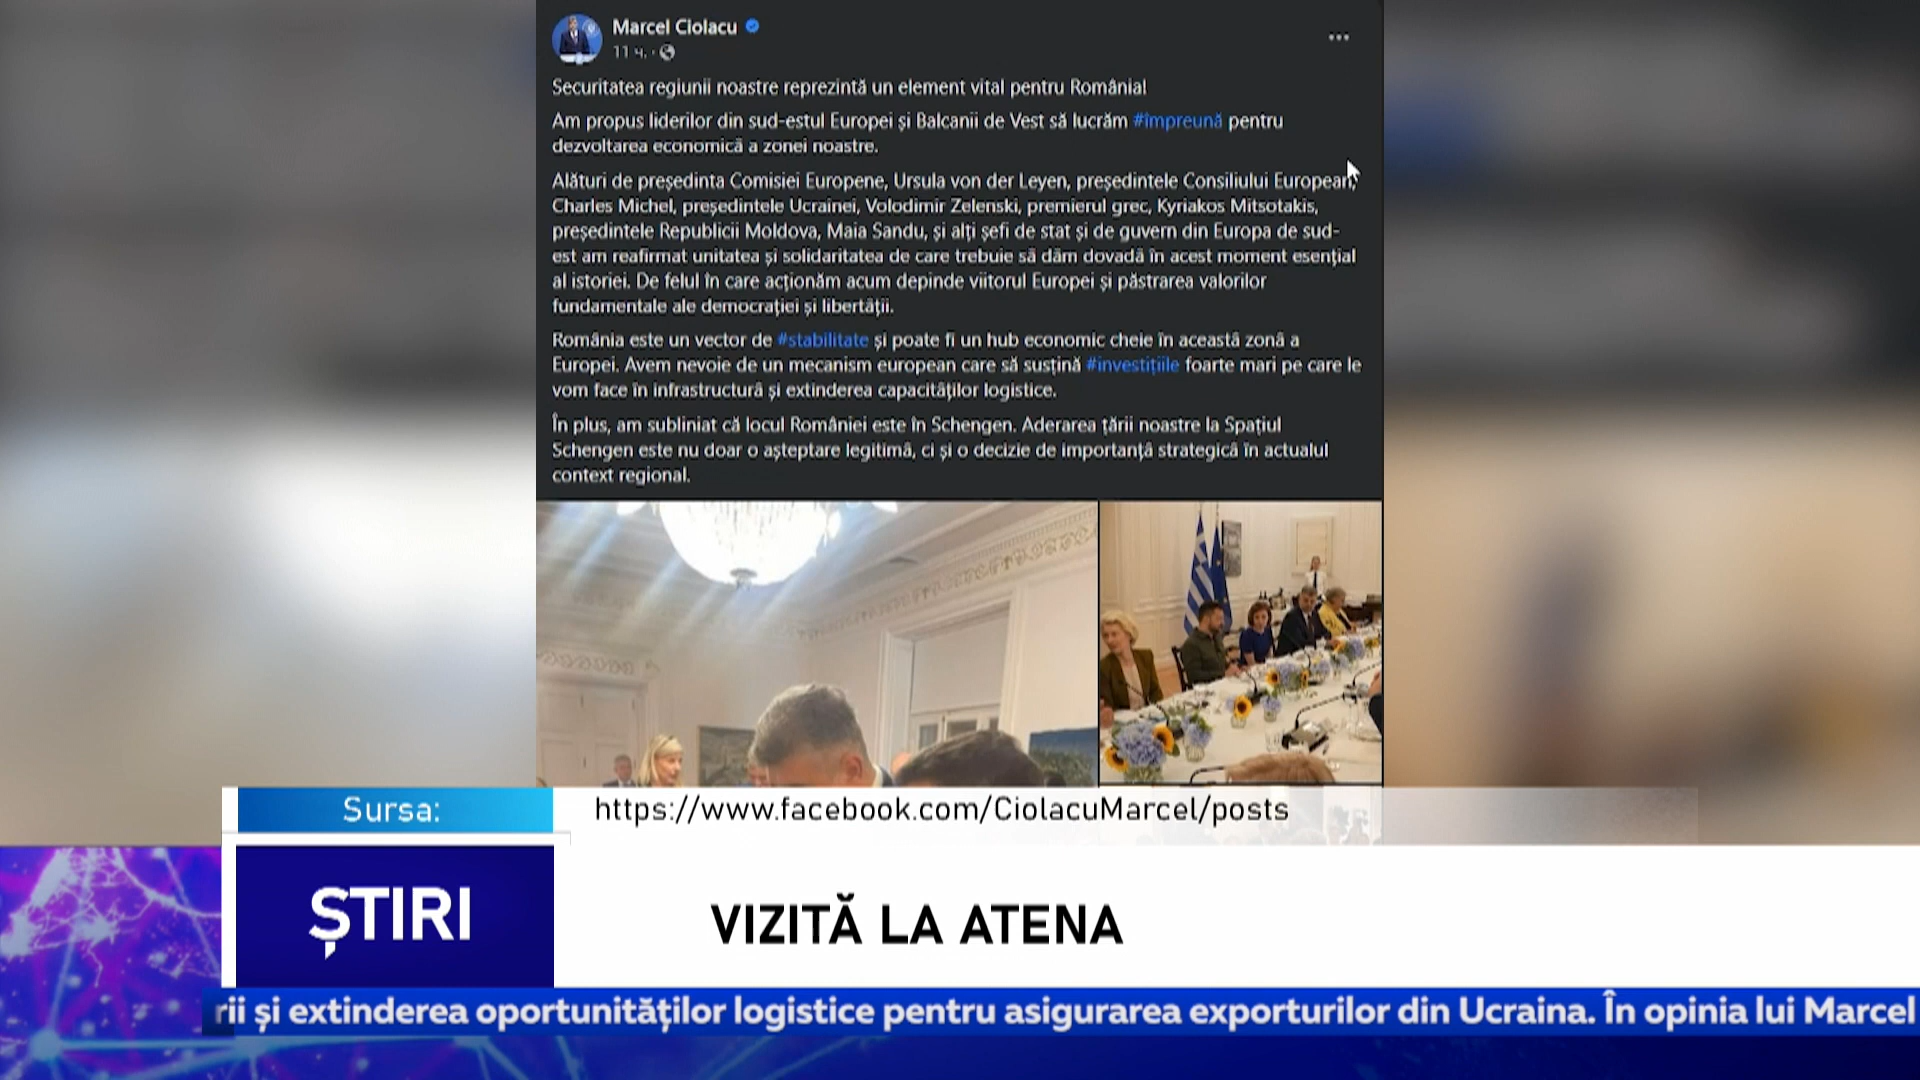 Marcel Ciolacu
11 ч. ·
Securitatea regiunii noastre reprezintă un element vital pentru România!
Am propus liderilor din sud-estul Europei și Balcanii de Vest să lucrăm #împreună pentru
dezvoltarea economică a zonei noastre.
Alături de președinta Comisiei Europene, Ursula von der Leyen, președintele Consiliului European,
Charles Michel, președintele Ucrainei, Volodimir Zelenski, premierul grec, Kyriakos Mitsotakis,
președintele Republicii Moldova, Maia Sandu, și alți șefi de stat și de guvern din Europa de sud-
est am reafirmat unitatea și solidaritatea de care trebuie să dăm dovadă în acest moment esențial
al istoriei. De felul în care acționăm acum depinde viitorul Europei și păstrarea valorilor
fundamentale ale democrației și libertății.
România este un vector de #stabilitate și poate fi un hub economic cheie în această zonă a
Europei. Avem nevoie de un mecanism european care să susțină #investițiile foarte mari pe care le
vom face în infrastructură și extinderea capacităților logistice.
În plus, am subliniat că locul României este în Schengen. Aderarea țării noastre la Spațiul
Schengen este nu doar o așteptare legitimă, ci și o decizie de importanță strategică în actualul
context regional.
Sursa: https://www.facebook.com/CiolacuMarcel/posts
ȘTIRI
VIZITĂ LA ATENA
rii și extinderea oportunităților logistice pentru asigurarea exporturilor din Ucraina. În opinia lui Marcel